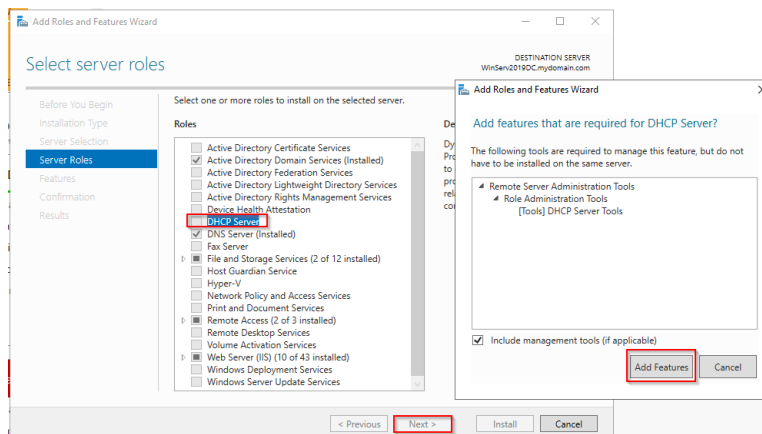 Add Roles and Features Wizard
Select server roles
DESTINATION SERVER
WinServ2019DC.mydomain.com
Before You Begin
Installation Type
Server Selection
Server Roles
Features
Confirmation
Results
Select one or more roles to install on the selected server.
Roles
Active Directory Certificate Services
Active Directory Domain Services (Installed)
Active Directory Federation Services
Active Directory Lightweight Directory Services
Active Directory Rights Management Services
Device Health Attestation
DHCP Server
DNS Server (Installed)
Fax Server
File and Storage Services (2 of 12 installed)
Host Guardian Service
Hyper-V
Network Policy and Access Services
Print and Document Services
Remote Access (2 of 3 installed)
Remote Desktop Services
Volume Activation Services
Web Server (IIS) (10 of 43 installed)
Windows Deployment Services
Windows Server Update Services
< Previous
Next >
Install
Cancel
Add Roles and Features Wizard
Add features that are required for DHCP Server?
The following tools are required to manage this feature, but do not
have to be installed on the same server.
Remote Server Administration Tools
Role Administration Tools
[Tools] DHCP Server Tools
Include management tools (if applicable)
Add Features
Cancel